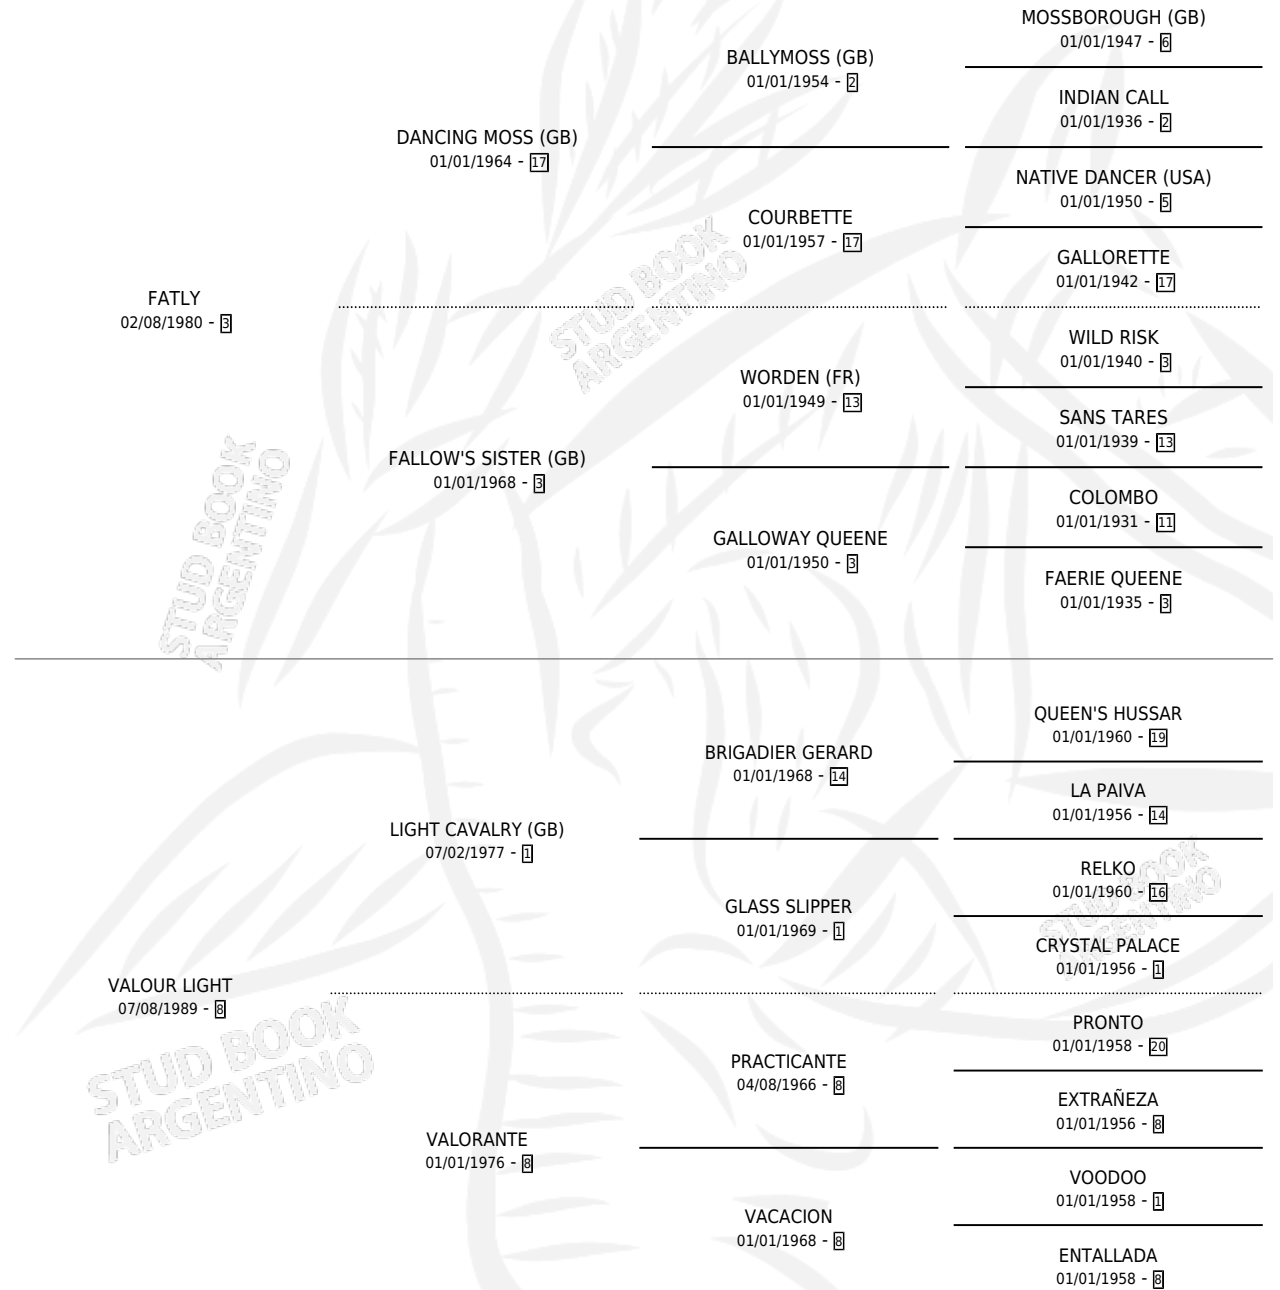 MOSSBOROUGH (GB)
01/01/1947 - 6
BALLYMOSS (GB)
01/01/1954 - 2
INDIAN CALL
01/01/1936 - 2
DANCING MOSS (GB)
01/01/1964 - 17
NATIVE DANCER (USA)
01/01/1950 - 5
COURBETTE
01/01/1957 - 17
GALLORETTE
01/01/1942 - 17
FATLY
02/08/1980 - 3
WILD RISK
01/01/1940 - 3
WORDEN (FR)
01/01/1949 - 13
SANS TARES
01/01/1939 - 13
FALLOW'S SISTER (GB)
01/01/1968 - 3
COLOMBO
01/01/1931 - 11
GALLOWAY QUEENE
01/01/1950 - 3
FAERIE QUEENE
01/01/1935 - 3
QUEEN'S HUSSAR
01/01/1960 - 19
BRIGADIER GERARD
01/01/1968 - 14
LA PAIVA
01/01/1956 - 14
LIGHT CAVALRY (GB)
07/02/1977 - 1
RELKO
01/01/1960 - 16
GLASS SLIPPER
01/01/1969 - 1
CRYSTAL PALACE
01/01/1956 - 1
VALOUR LIGHT
07/08/1989 - 8
PRONTO
01/01/1958 - 20
PRACTICANTE
04/08/1966 - 8
EXTRAÑEZA
01/01/1956 - 8
VALORANTE
01/01/1976 - 8
VOODOO
01/01/1958 - 1
VACACION
01/01/1968 - 8
ENTALLADA
01/01/1958 - 8
STUD BOOK
ARGENTINO
STUD BOOK
ARGENTINO
STUD BOOK
ARGENTINO
STUD BOOK
ARGENTINO